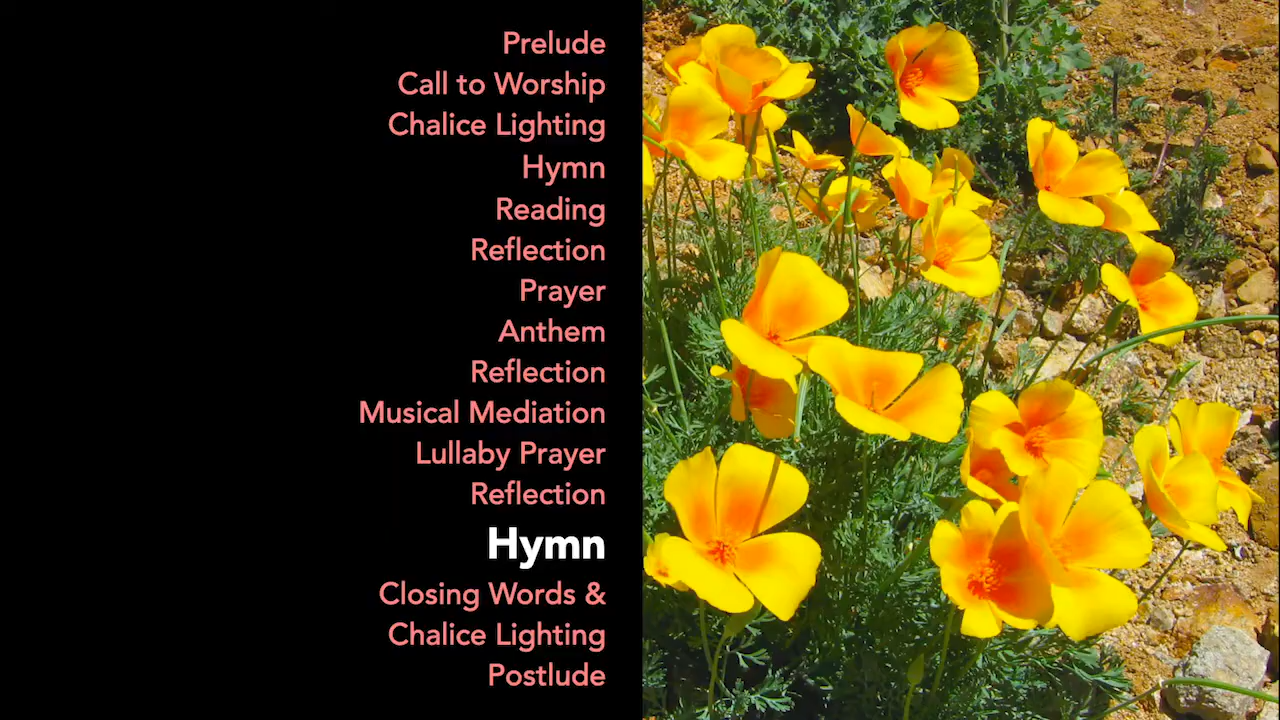 Prelude
Call to Worship
Chalice Lighting
Hymn
Reading
Reflection
Prayer
Anthem
Reflection
Musical Mediation
Lullaby Prayer
Reflection
Hymn
Closing Words &
Chalice Lighting
Postlude